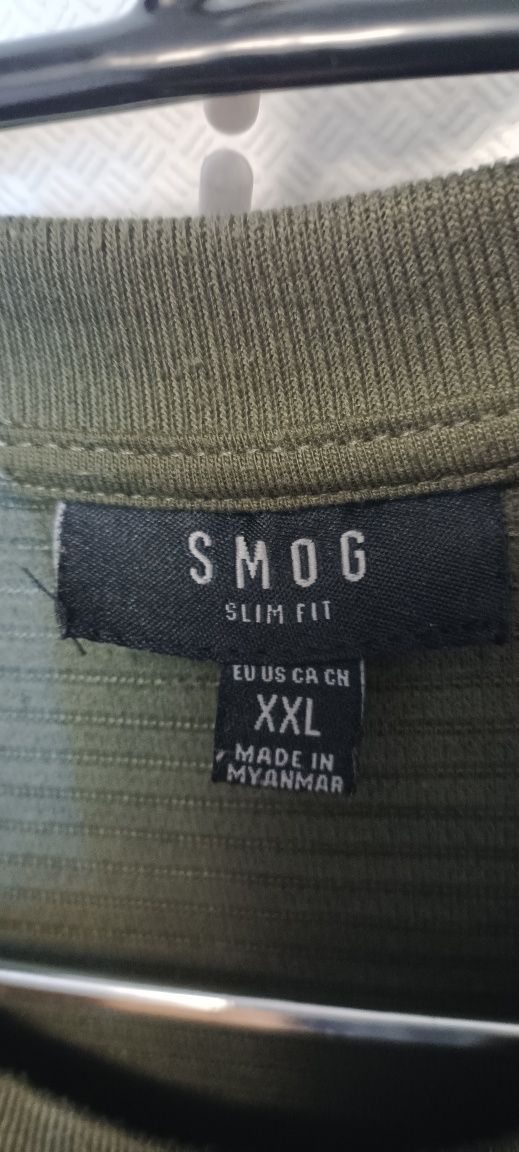 SMOG
SLIM FIT
EU US CA CN
XXL
MADE IN
MYANMAR